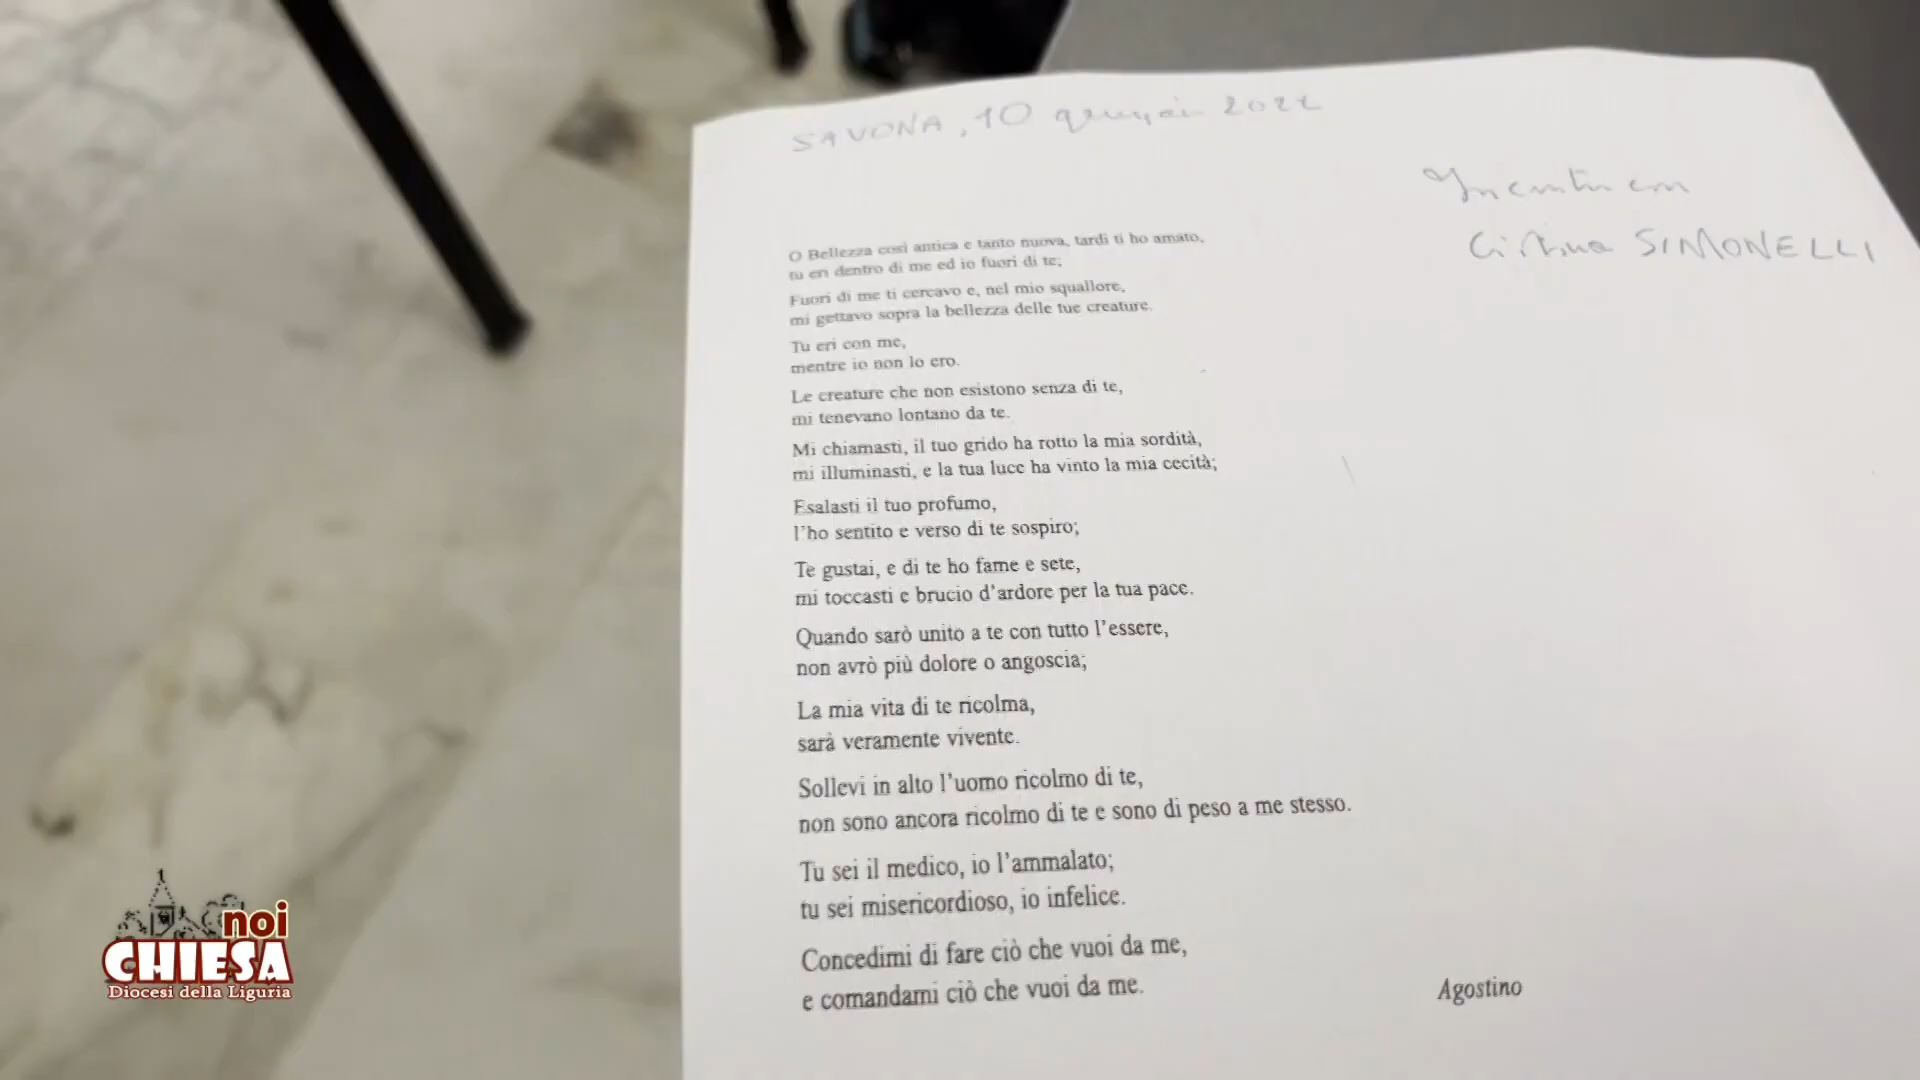 SAVONA, 10 2022
Cristina SIMONELLI
O Bellezza così antica e tanto nuova, tardi ti ho amato,
tu eri dentro di me ed io fuori di te;
Fuori di me ti cercavo e, nel mio squallore,
mi gettavo sopra la bellezza delle tue creature.
Tu eri con me,
mentre io non lo ero.
Le creature che non esistono senza di te,
mi tenevano lontano da te.
Mi chiamasti, il tuo grido ha rotto la mia sordità,
mi illuminasti, e la tua luce ha vinto la mia cecità;
Esalasti il tuo profumo,
l'ho sentito e verso di te sospiro;
Te gustai, e di te ho fame e sete,
mi toccasti e brucio d'ardore per la tua pace.
Quando sarò unito a te con tutto l'essere,
non avrò più dolore o angoscia;
La mia vita di te ricolma,
sarà veramente vivente.
Sollevi in alto l'uomo ricolmo di te,
non sono ancora ricolmo di te e sono di peso a me stesso.
Tu sei il medico, io l'ammalato;
tu sei misericordioso, io infelice.
Concedimi di fare ciò che vuoi da me,
e comandami ciò che vuoi da me.
Agostino
noi
CHIESA
Diocesi della Liguria